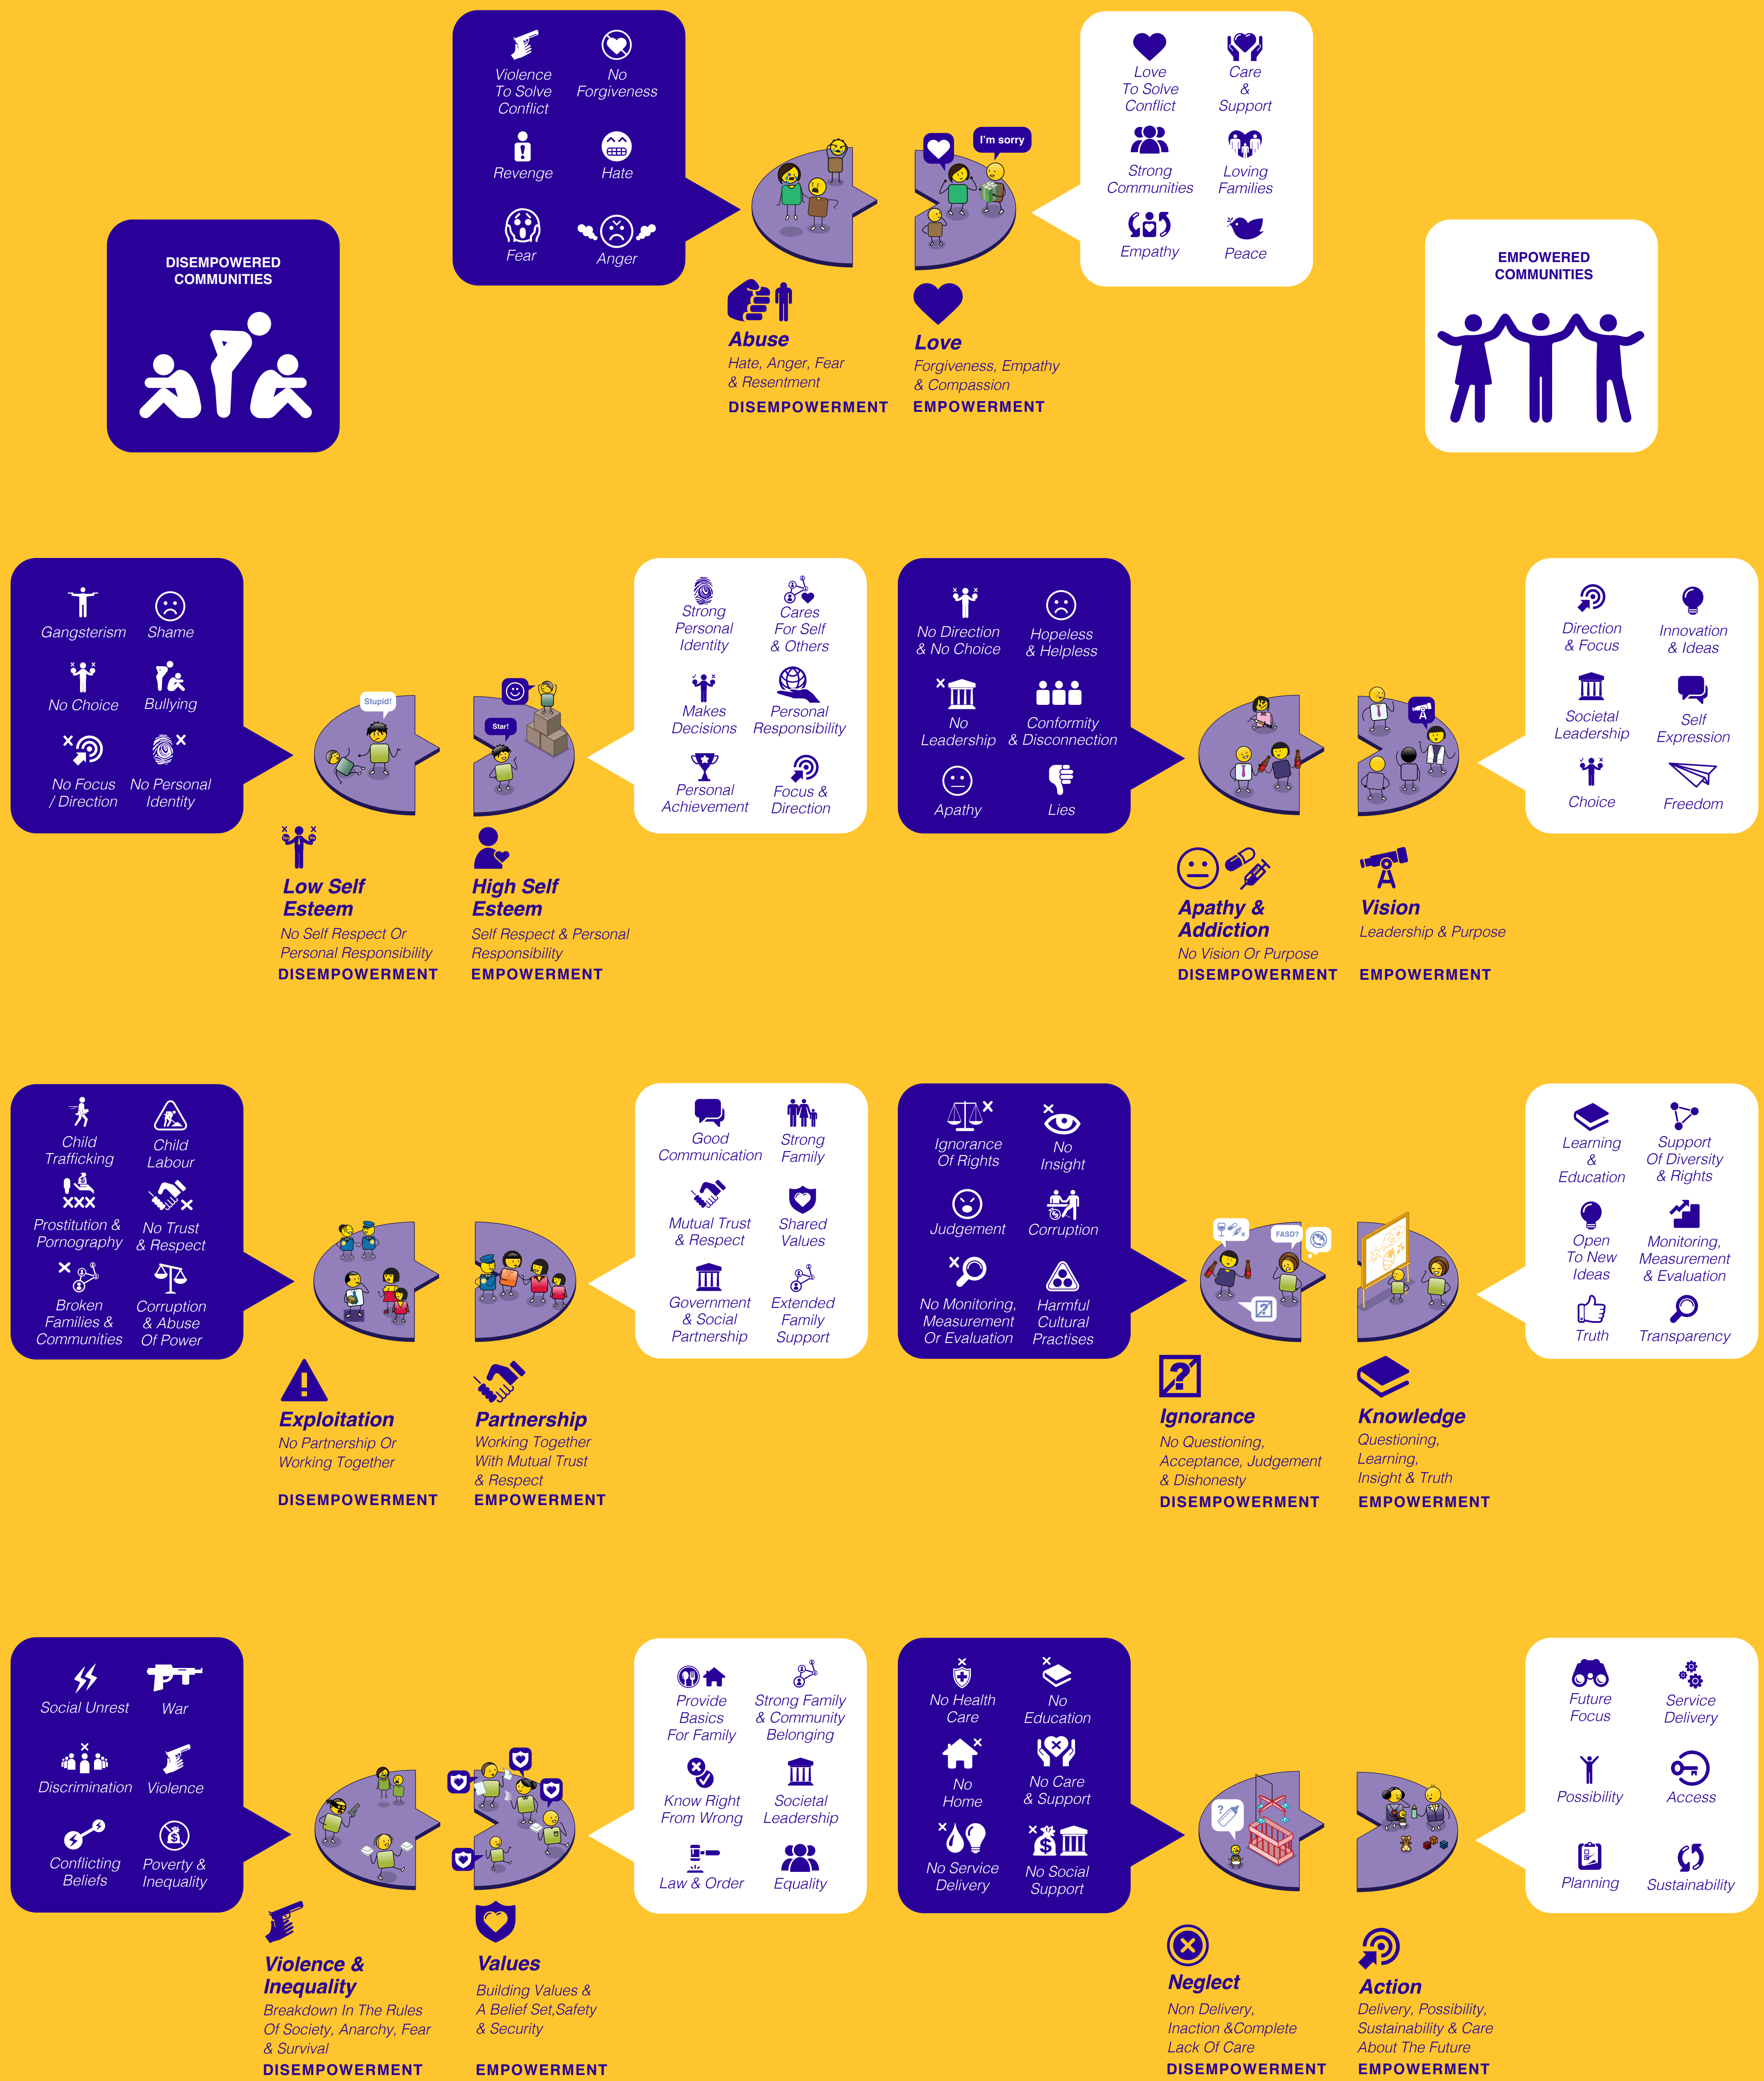 Violence
To Solve
Conflict
No
Forgiveness
Revenge
Hate
Fear
Anger
I'm sorry
Love
To Solve
Conflict
Care
&
Support
Strong
Communities
Loving
Families
Empathy
Peace
DISEMPOWERED
COMMUNITIES
EMPOWERED
COMMUNITIES
Abuse
Hate, Anger, Fear
& Resentment
DISEMPOWERMENT
Love
Forgiveness, Empathy
& Compassion
EMPOWERMENT
Gangsterism
Shame
No Choice
Bullying
No Focus
/ Direction
No Personal
Identity
Stupid!
Star!
Strong
Personal
Identity
Cares
For Self
& Others
Makes
Decisions
Personal
Responsibility
Personal
Achievement
Focus &
Direction
Low Self
Esteem
No Self Respect Or
Personal Responsibility
DISEMPOWERMENT
High Self
Esteem
Self Respect & Personal
Responsibility
EMPOWERMENT
No Direction
& No Choice
Hopeless
& Helpless
No
Leadership
Conformity
& Disconnection
Apathy
Lies
Direction
& Focus
Innovation
& Ideas
Societal
Leadership
Self
Expression
Choice
Freedom
Apathy &
Addiction
No Vision Or Purpose
DISEMPOWERMENT
Vision
Leadership & Purpose
EMPOWERMENT
Child
Trafficking
Child
Labour
XXX
Prostitution &
Pornography
No Trust
& Respect
Broken
Families &
Communities
Corruption
& Abuse
Of Power
Good
Communication
Strong
Family
Mutual Trust
& Respect
Shared
Values
Government
& Social
Partnership
Extended
Family
Support
Exploitation
No Partnership Or
Working Together
DISEMPOWERMENT
Partnership
Working Together
With Mutual Trust
& Respect
EMPOWERMENT
Ignorance
Of Rights
No
Insight
Judgement
Corruption
No Monitoring,
Measurement
Or Evaluation
Harmful
Cultural
Practises
FASD?
?
Learning
&
Education
Support
Of Diversity
& Rights
Open
To New
Ideas
Monitoring,
Measurement
& Evaluation
Truth
Transparency
?
Ignorance
No Questioning,
Acceptance, Judgement
& Dishonesty
DISEMPOWERMENT
Knowledge
Questioning,
Learning,
Insight & Truth
EMPOWERMENT
Social Unrest
War
Discrimination
Violence
Conflicting
Beliefs
Poverty &
Inequality
Provide
Basics
For Family
Strong Family
& Community
Belonging
Know Right
From Wrong
Societal
Leadership
Law & Order
Equality
Violence &
Inequality
Breakdown In The Rules
Of Society, Anarchy, Fear
& Survival
DISEMPOWERMENT
Values
Building Values &
A Belief Set,Safety
& Security
EMPOWERMENT
No Health
Care
No
Education
No
Home
No Care
& Support
No Service
Delivery
No Social
Support
?
Future
Focus
Service
Delivery
Possibility
Access
Planning
Sustainability
Neglect
Non Delivery,
Inaction &Complete
Lack Of Care
DISEMPOWERMENT
Action
Delivery, Possibility,
Sustainability & Care
About The Future
EMPOWERMENT